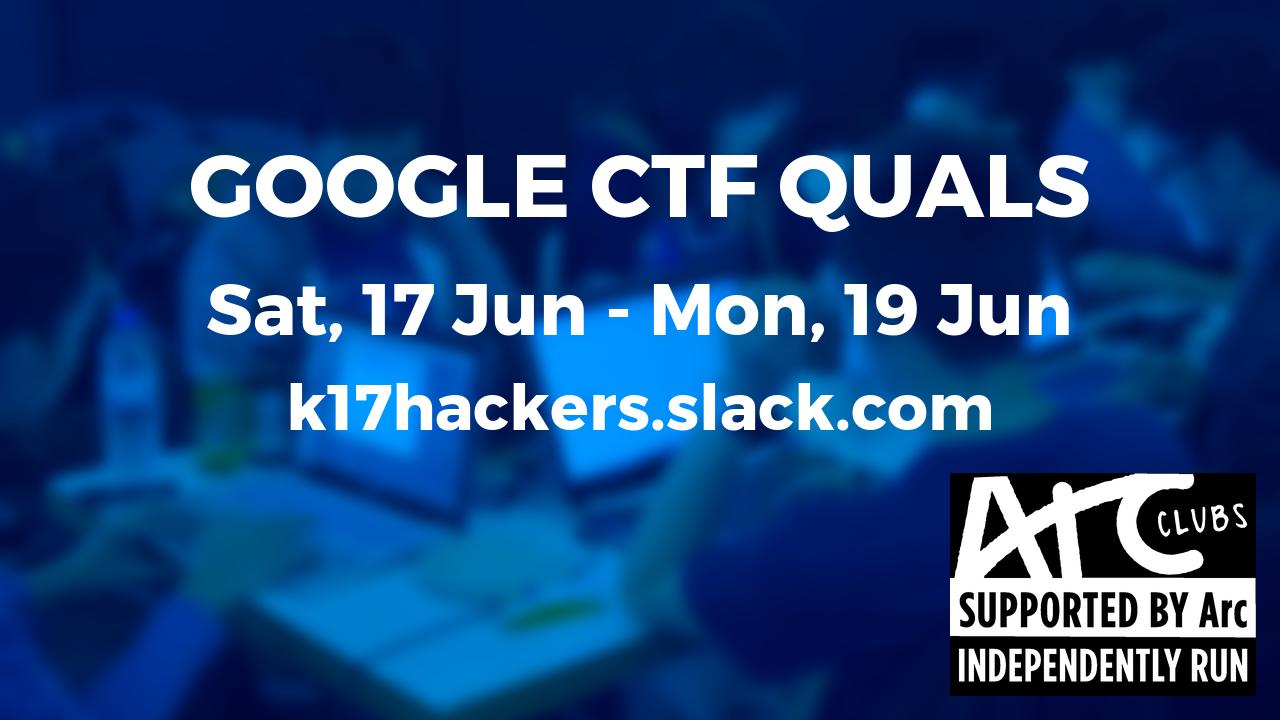 GOOGLE CTF QUALS
Sat, 17 Jun - Mon, 19 Jun
k17hackers.slack.com
Arc CLUBS
SUPPORTED BY Arc
INDEPENDENTLY RUN